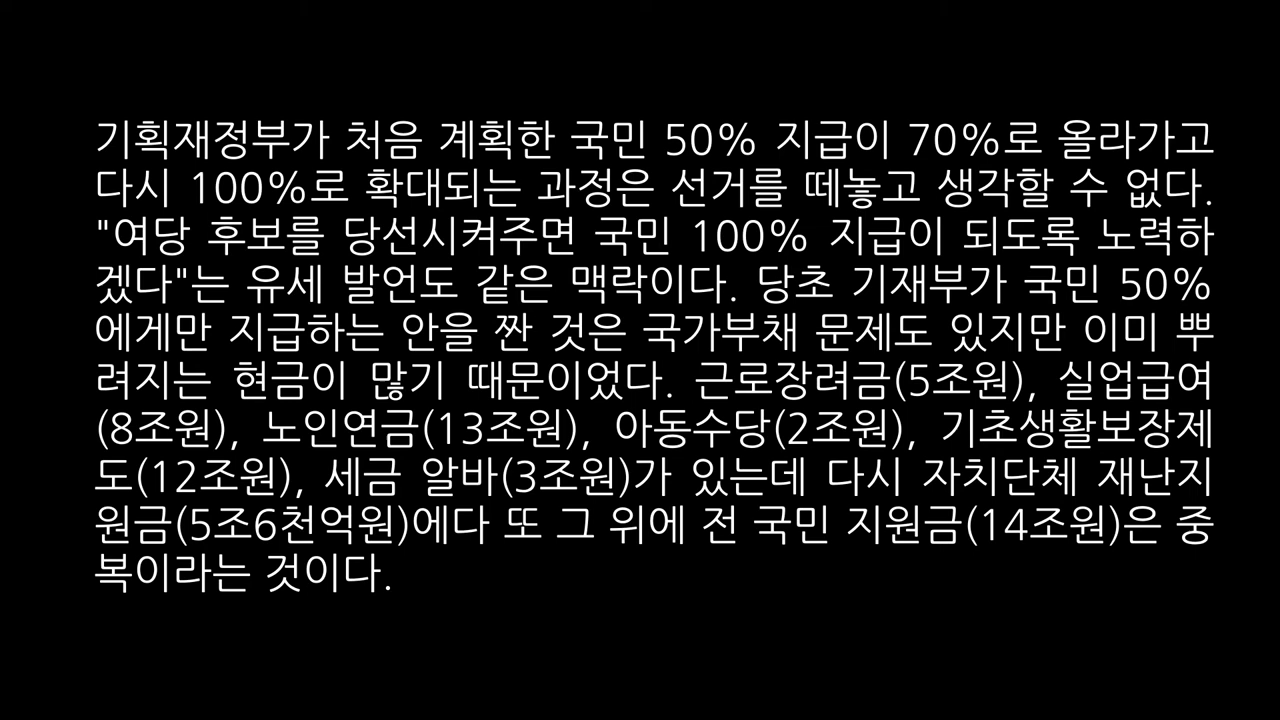 기획재정부가 처음 계획한 국민 50% 지급이 70%로 올라가고
다시 100%로 확대되는 과정은 선거를 떼놓고 생각할 수 없다.
"여당 후보를 당선시켜주면 국민 100% 지급이 되도록 노력하
겠다"는 유세 발언도 같은 맥락이다. 당초 기재부가 국민 50%
에게만 지급하는 안을 짠 것은 국가부채 문제도 있지만 이미 뿌
려지는 현금이 많기 때문이었다. 근로장려금(5조원), 실업급여
(8조원), 노인연금(13조원), 아동수당(2조원), 기초생활보장제
도(12조원), 세금 알바(3조원)가 있는데 다시 자치단체 재난지
원금(5조6천억원)에다 또 그 위에 전 국민 지원금(14조원)은 중
복이라는 것이다.